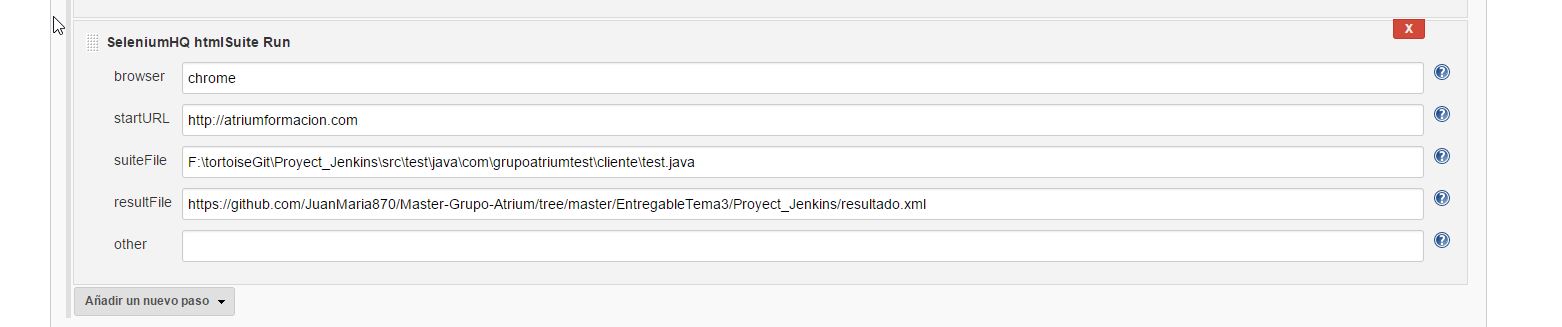 SeleniumHQ htmlSuite Run
X
browser chrome
startURL http://atriumformacion.com
suiteFile F:\tortoiseGit\Proyect_Jenkins\src\test\java\com\grupoatriumtest\cliente\test.java
resultFile https://github.com/JuanMaria870/Master-Grupo-Atrium/tree/master/EntregableTema3/Proyect_Jenkins/resultado.xml
other
Añadir un nuevo paso